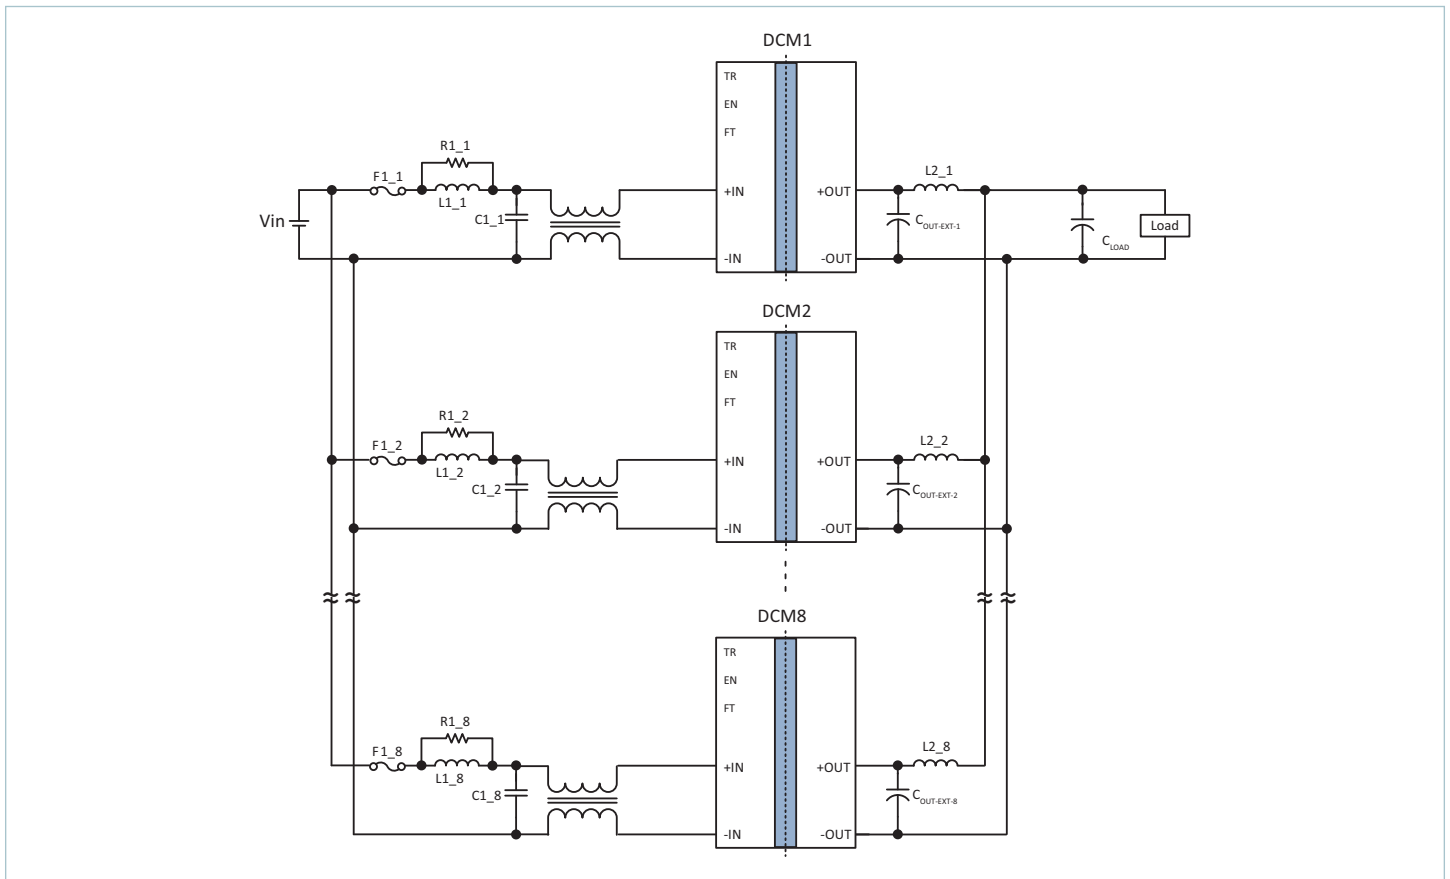 DCM1
TR
EN
FT
R1_1
F1_1
L1_1
C1_1
Vin
+IN
-IN
+OUT
-OUT
L2_1
COUT-EXT-1
CLOAD
Load
DCM2
TR
EN
FT
R1_2
F1_2
L1_2
C1_2
+IN
-IN
+OUT
-OUT
L2_2
COUT-EXT-2
DCM8
TR
EN
FT
R1_8
F1_8
L1_8
C1_8
+IN
-IN
+OUT
-OUT
L2_8
COUT-EXT-8